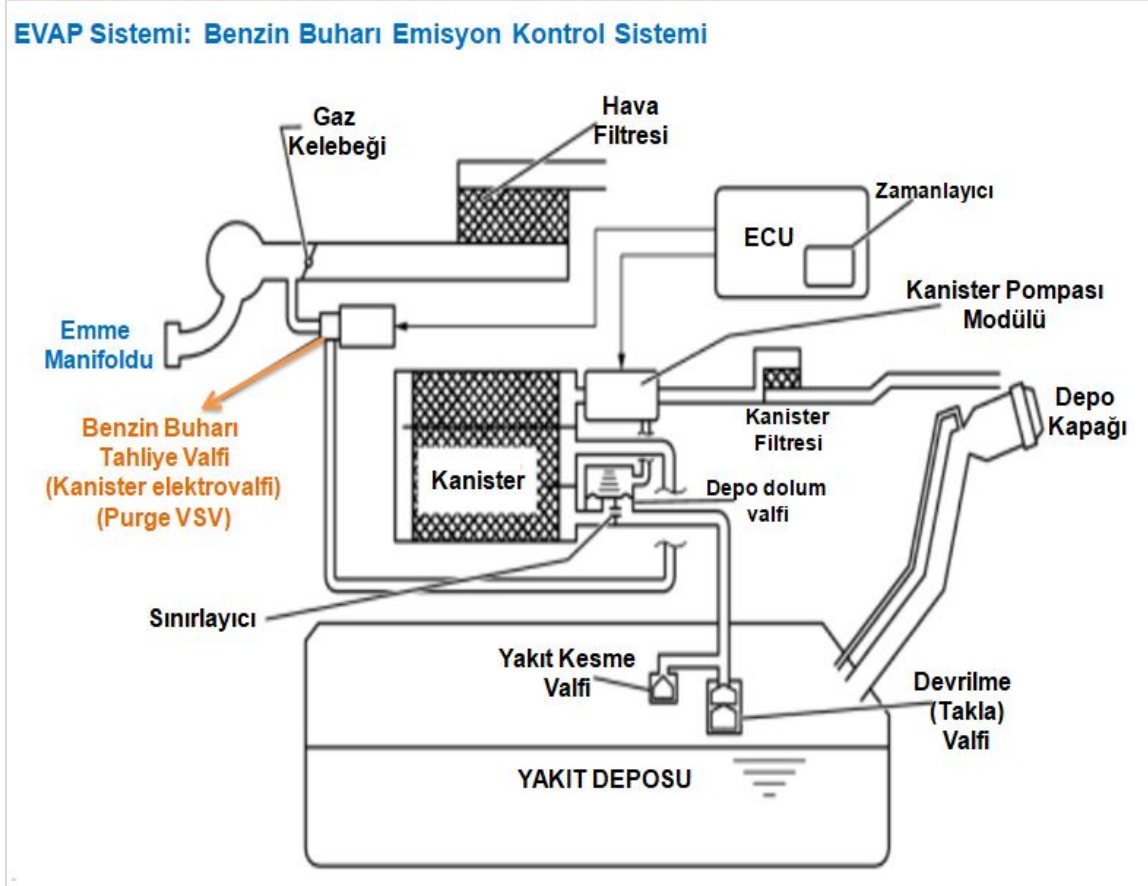 EVAP Sistemi: Benzin Buharı Emisyon Kontrol Sistemi
Gaz
Kelebeği
Hava
Filtresi
Zamanlayıcı
ECU
Kanister Pompası
Modülü
Emme
Manifoldu
Depo
Kapağı
Kanister
Filtresi
Benzin Buharı
Tahliye Valfi
(Kanister elektrovalfi)
(Purge VSV)
Kanister
Depo dolum
valfi
Sınırlayıcı
Yakıt Kesme
Valfi
Devrilme
(Takla)
Valfi
YAKIT DEPOSU